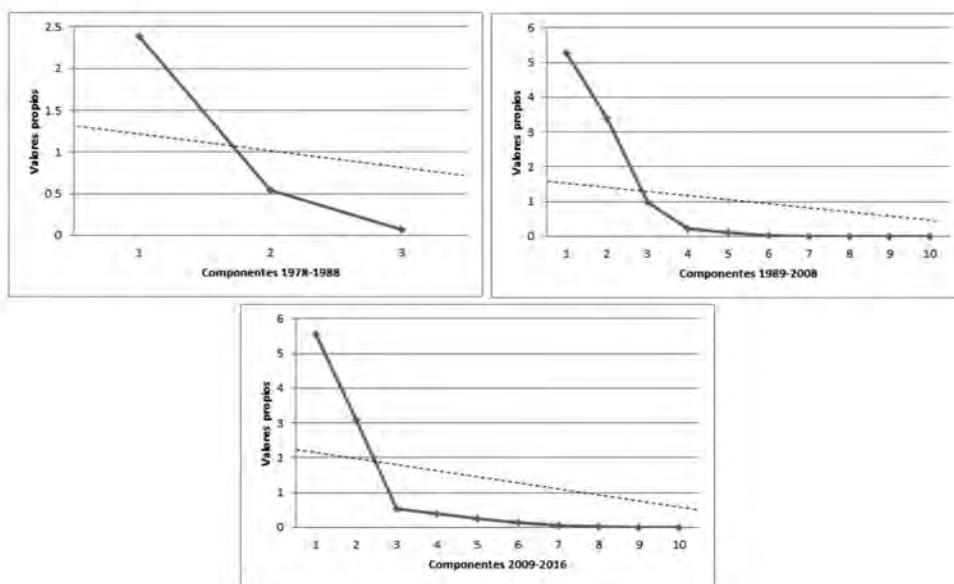 2.5
2
1.5
1
0.5
0
Valores propios
1 2 3
Componentes 1978-1988
6
5
4
3
2
1
0
Valores propios
1 2 3 4 5 6 7 8 9 10
Componentes 1989-2008
6
5
4
3
2
1
0
Valores propios
1 2 3 4 5 6 7 8 9 10
Componentes 2009-2016